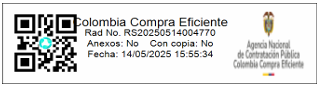 Colombia Compra Eficiente
Rad No. RS20250514004770
Anexos: No Con copia: No
Fecha: 14/05/2025 15:55:34
Agencia Nacional
de Contratación Pública
Colombia Compra Eficiente